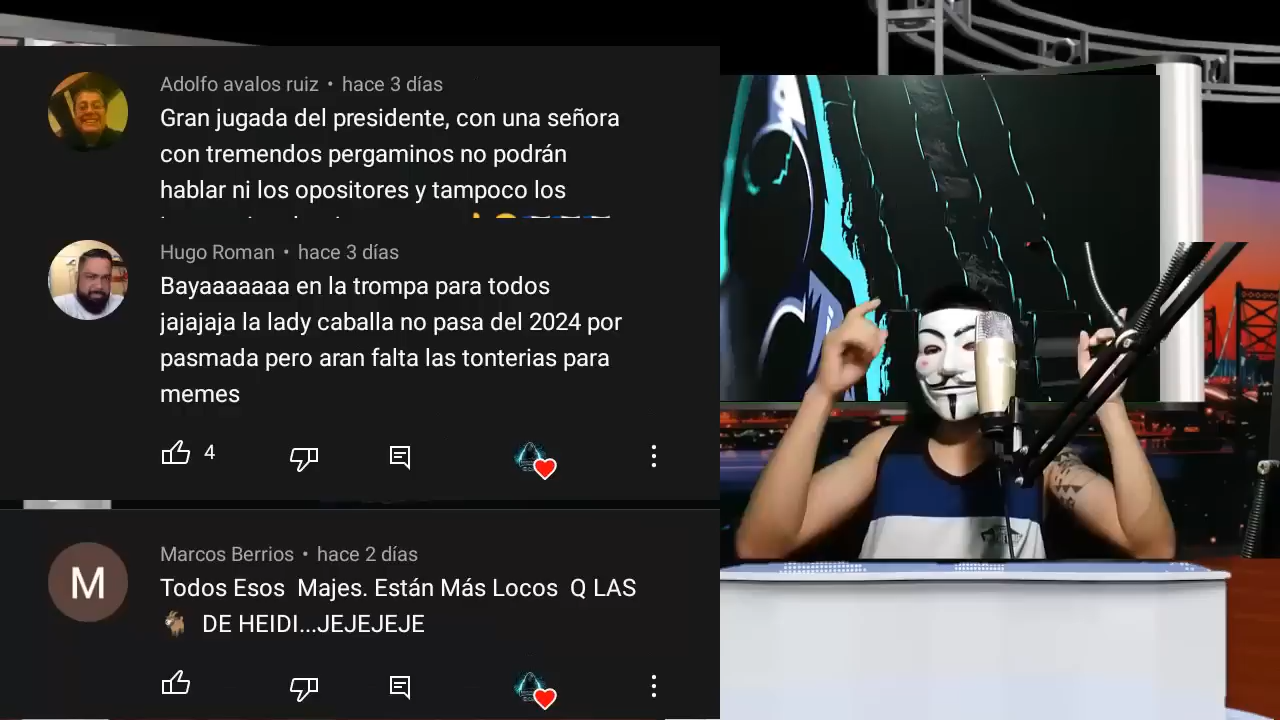 Adolfo avalos ruiz • hace 3 días
Gran jugada del presidente, con una señora
con tremendos pergaminos no podrán
hablar ni los opositores y tampoco los
Hugo Roman • hace 3 días
Bayaaaaaaa en la trompa para todos
jajajaja la lady caballa no pasa del 2024 por
pasmada pero aran falta las tonterias para
memes
4
M
Marcos Berrios • hace 2 días
Todos Esos Majes. Están Más Locos Q LAS
🐐 DE HEIDI...JEJEJEJE